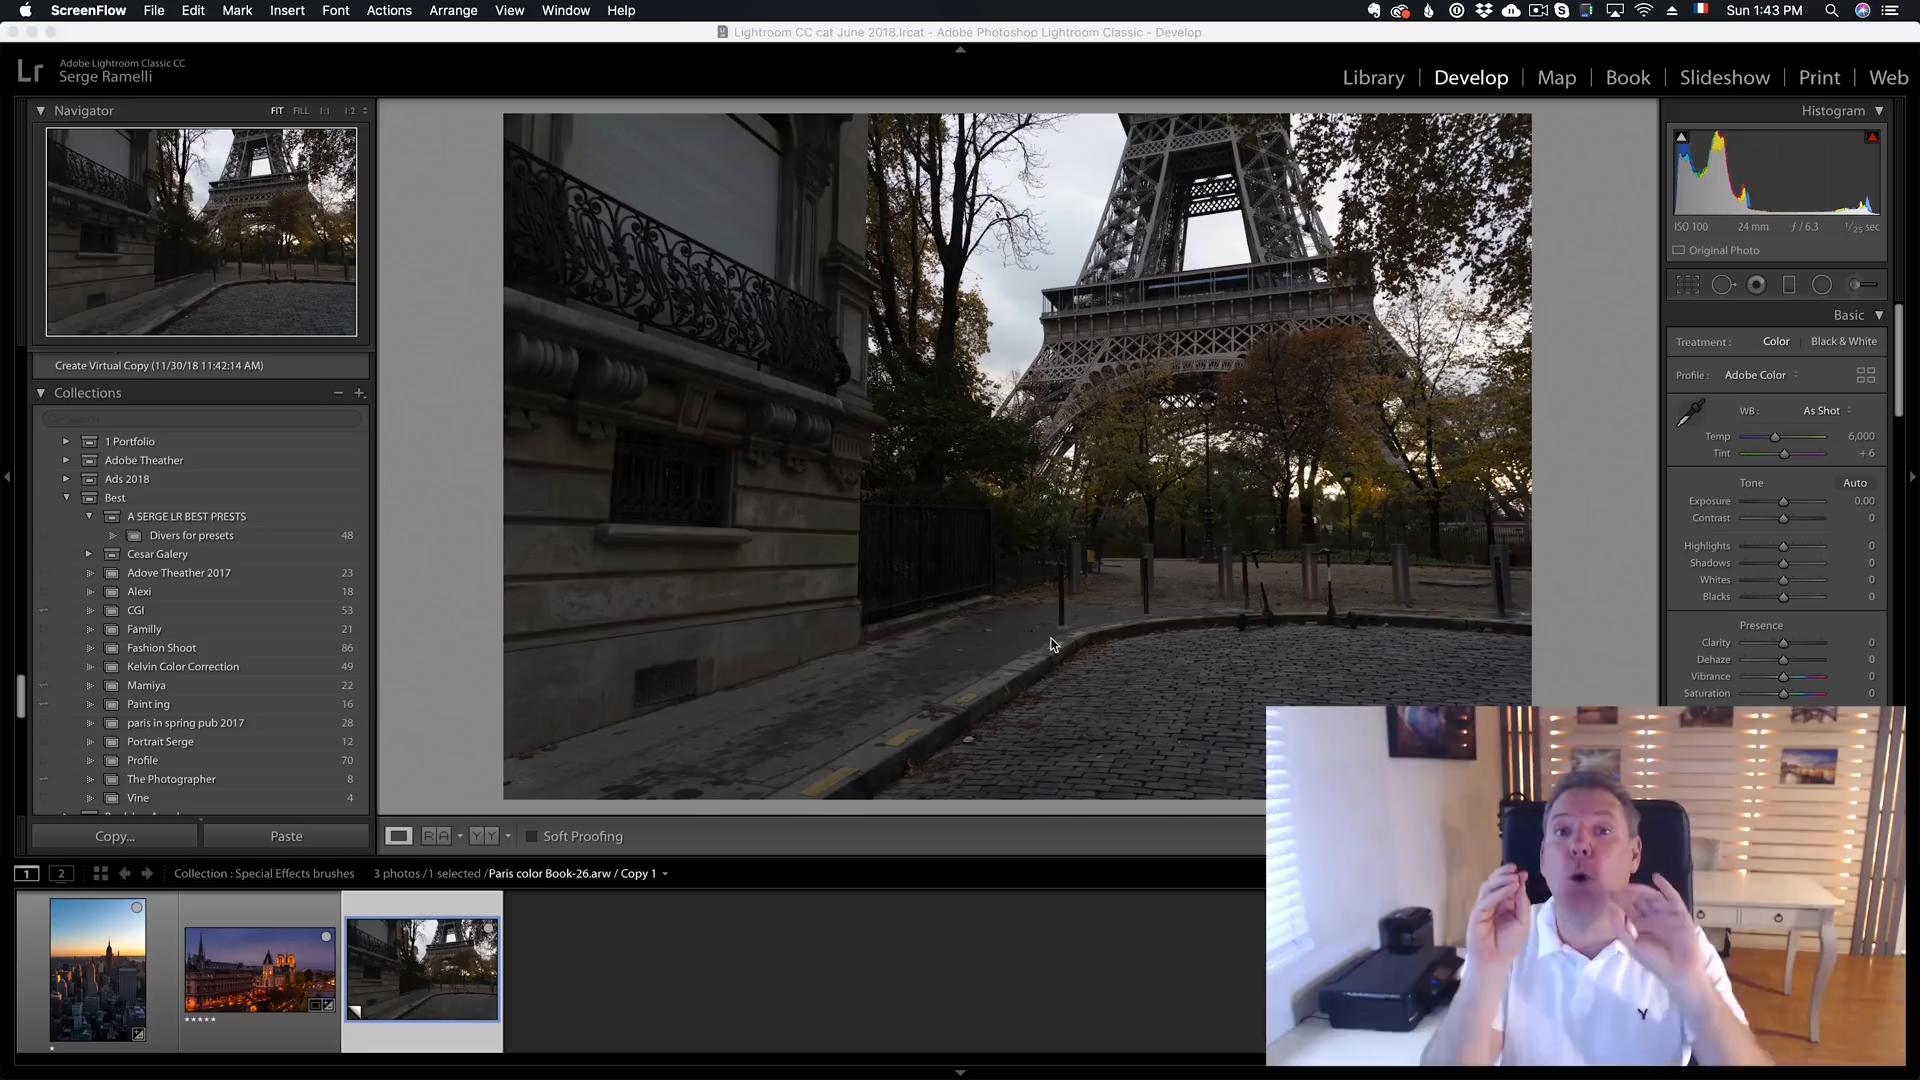 ScreenFlow File Edit Mark Insert Font Actions Arrange View Window Help Sun 1:43 PM
Lightroom CC cat June 2018.lrcat - Adobe Photoshop Lightroom Classic - Develop
Lr Adobe Lightroom Classic CC
Serge Ramelli
Library Develop Map Book Slideshow Print Web
Navigator FIT FILL 1:1 1:2
Histogram
ISO 100 24 mm ƒ / 6.3 1/25 sec
Original Photo
Basic
Treatment : Color Black & White
Profile : Adobe Color
WB : As Shot
Temp 6,000
Tint + 6
Tone Auto
Exposure 0.00
Contrast 0
Highlights 0
Shadows 0
Whites 0
Blacks 0
Presence
Clarity 0
Dehaze 0
Vibrance 0
Saturation 0
Create Virtual Copy (11/30/18 11:42:14 AM)
Collections
1 Portfolio
Adobe Theather
Ads 2018
Best
A SERGE LR BEST PRESTS
Divers for presets 48
Cesar Galery
Adove Theather 2017 23
Alexi 18
CGI 53
Familly 21
Fashion Shoot 86
Kelvin Color Correction 49
Mamiya 22
Paint ing 16
paris in spring pub 2017 28
Portrait Serge 12
Profile 70
The Photographer 8
Vine 4
Copy... Paste
R A Y Y Soft Proofing
1 2 Collection : Special Effects brushes 3 photos /1 selected /Paris color Book-26.arw / Copy 1